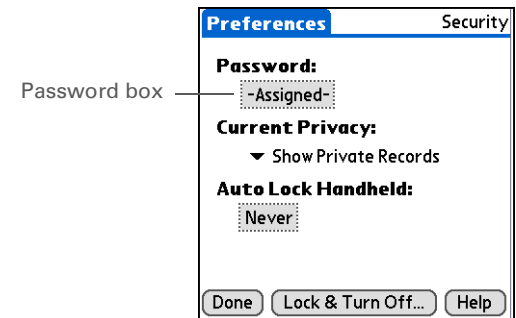 Preferences Security
Password:
Password box -Assigned-
Current Privacy:
Show Private Records
Auto Lock Handheld:
Never
Done Lock & Turn Off... Help